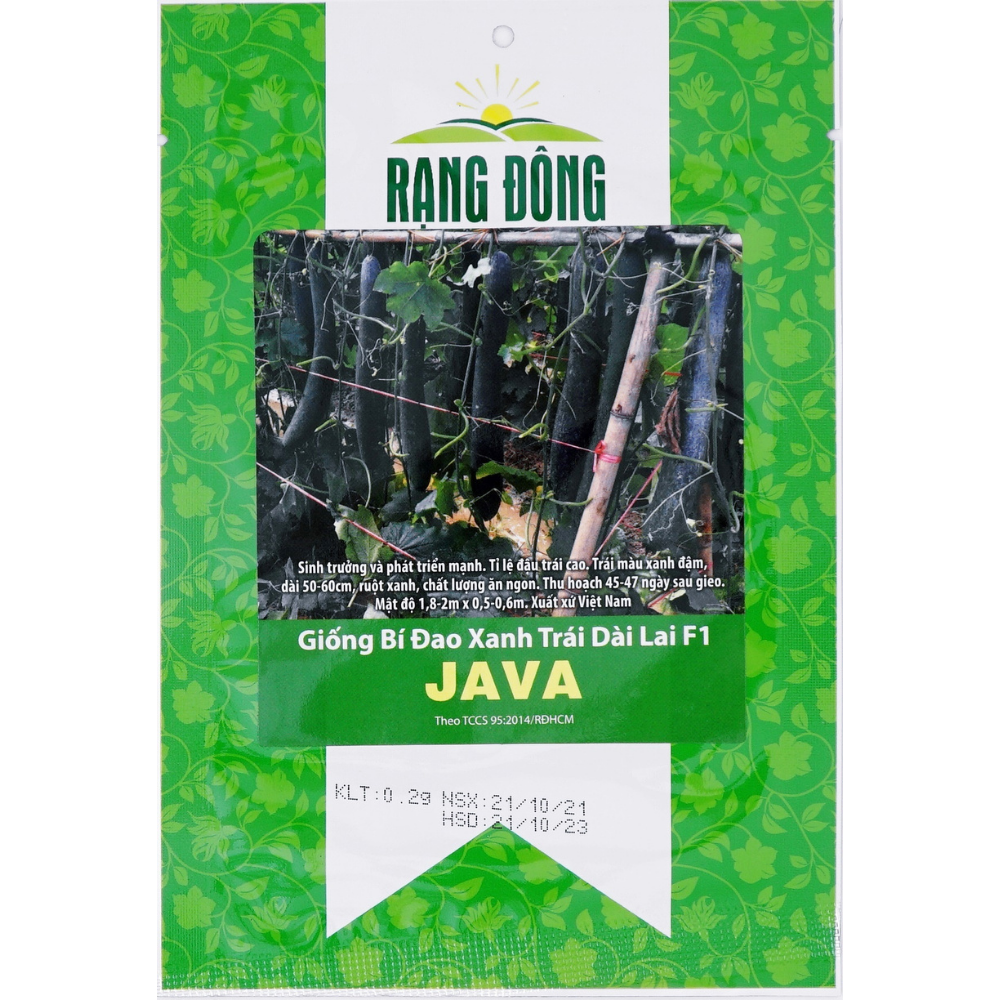 RẠNG ĐÔNG
Sinh trưởng và phát triển mạnh. Tỉ lệ đậu trái cao. Trái màu xanh đậm,
dài 50-60cm, ruột xanh, chất lượng ăn ngon. Thu hoạch 45-47 ngày sau gieo.
Mật độ 1,8-2m x 0,5-0,6m. Xuất xứ Việt Nam
Giống Bí Đao Xanh Trái Dài Lai F1
JAVA
Theo TCCS 95:2014/RĐHCM
KLT:0.2g NSX:21/10/21
HSD:21/10/23